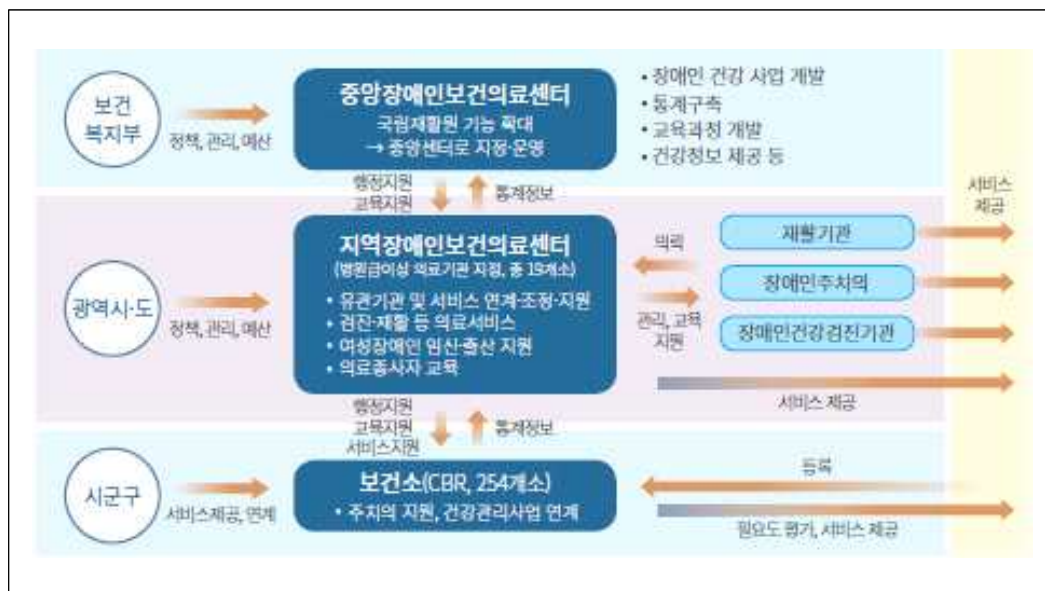 보건
복지부
정책, 관리, 예산
중앙장애인보건의료센터
국립재활원 기능 확대
→ 중앙센터로 지정·운영
• 장애인 건강 사업 개발
• 통계구축
• 교육과정 개발
• 건강정보 제공 등
행정지원
교육지원
통계정보
서비스
제공
광역시·도
정책, 관리, 예산
지역장애인보건의료센터
(병원급이상 의료기관 지정, 총 19개소)
• 유관기관 및 서비스 연계·조정·지원
• 검진·재활 등 의료서비스
• 여성장애인 임신·출산 지원
• 의료종사자 교육
의뢰
관리, 교육
지원
재활기관
장애인주치의
장애인건강검진기관
서비스 제공
행정지원
교육지원
서비스지원
통계정보
시군구
서비스제공, 연계
보건소(CBR, 254개소)
• 주치의 지원, 건강관리사업 연계
등록
필요도 평가, 서비스 제공